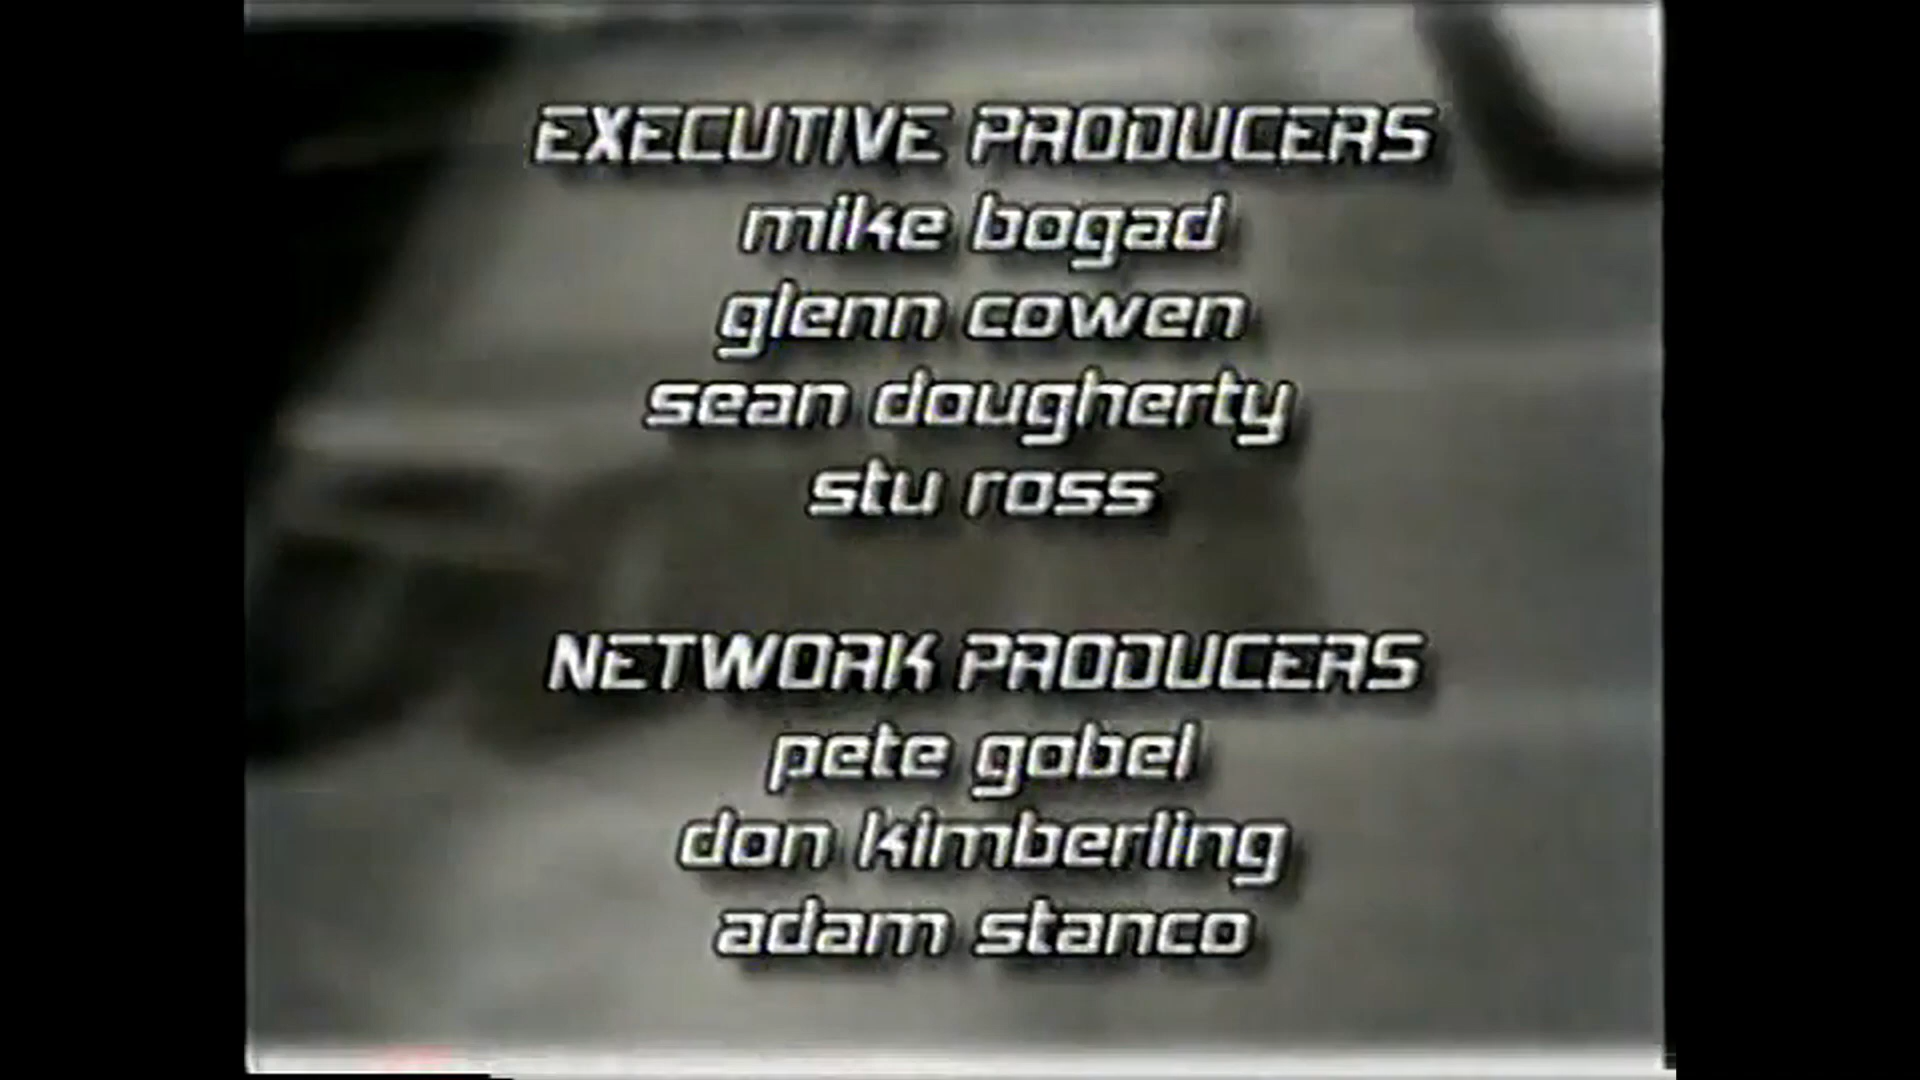 EXECUTIVE PRODUCERS
mike bogad
glenn cowen
sean dougherty
stu ross
NETWORK PRODUCERS
pete gobel
don kimberling
adam stanco